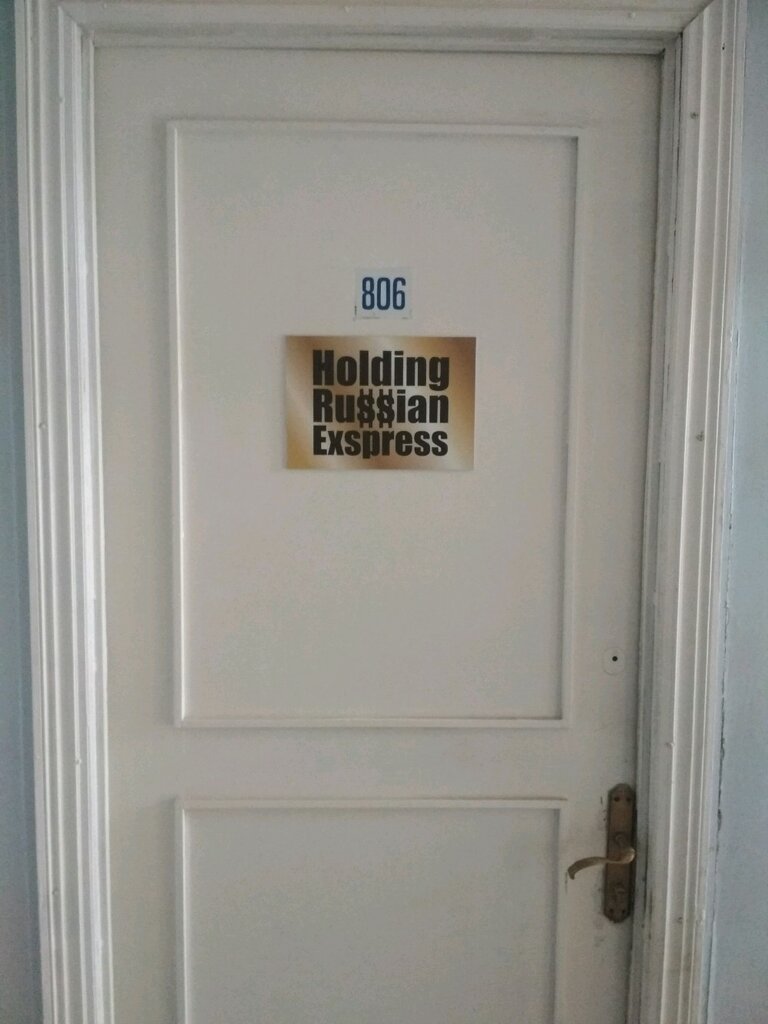 806
Holding
Ru$$ian
Exspress